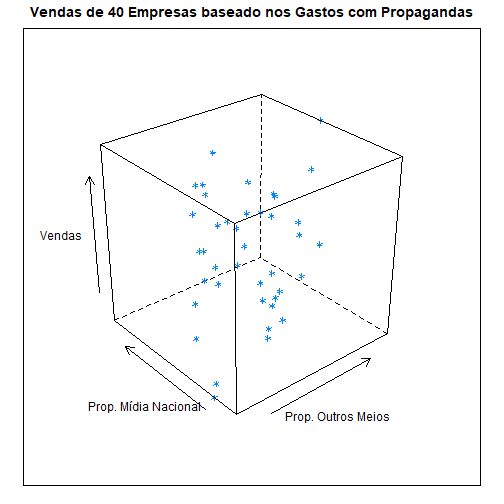 Vendas de 40 Empresas baseado nos Gastos com Propagandas
Vendas
Prop. Mídia Nacional
Prop. Outros Meios